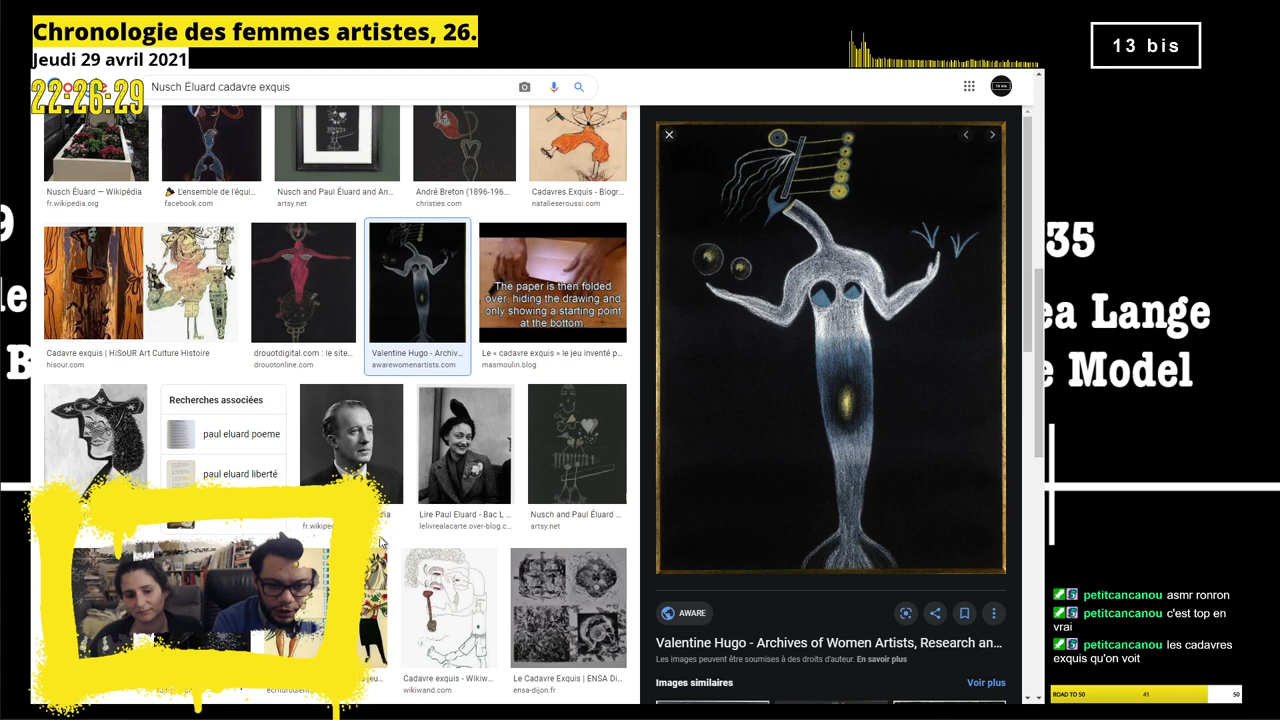 Chronologie des femmes artistes, 26.
Jeudi 29 avril 2021
22:26:29
13 bis
Nusch Éluard cadavre exquis
Nusch Éluard — Wikipédia
fr.wikipedia.org
L'ensemble de l'équi...
facebook.com
Nusch and Paul Éluard and An...
artsy.net
André Breton (1896-196...
christies.com
Cadavres Exquis - Biogr...
natalieseroussi.com
The paper is then folded
over, hiding the drawing and
only showing a starting point
at the bottom.
Cadavre exquis | HiSoUR Art Culture Histoire
hisour.com
drouotdigital.com : le site...
drouotonline.com
Valentine Hugo - Archiv...
awarewomenartists.com
Le « cadavre exquis » le jeu inventé p...
masmoulin.blog
Recherches associées
paul eluard poeme
paul eluard liberté
fr.wikipe
Lire Paul Eluard - Bac L ...
lelivrealacarte.over-blog.c...
Nusch and Paul Éluard ...
artsy.net
Cadavre exquis - Wikiw...
wikiwand.com
Le Cadavre Exquis | ENSA Di...
ensa-dijon.fr
AWARE
Valentine Hugo - Archives of Women Artists, Research an...
Les images peuvent être soumises à des droits d'auteur. En savoir plus
Images similaires
Voir plus
35
ea Lange
e Model
petitcancanou asmr ronron
petitcancanou c'est top en
vrai
petitcancanou les cadavres
exquis qu'on voit
ROAD TO 50
41
50